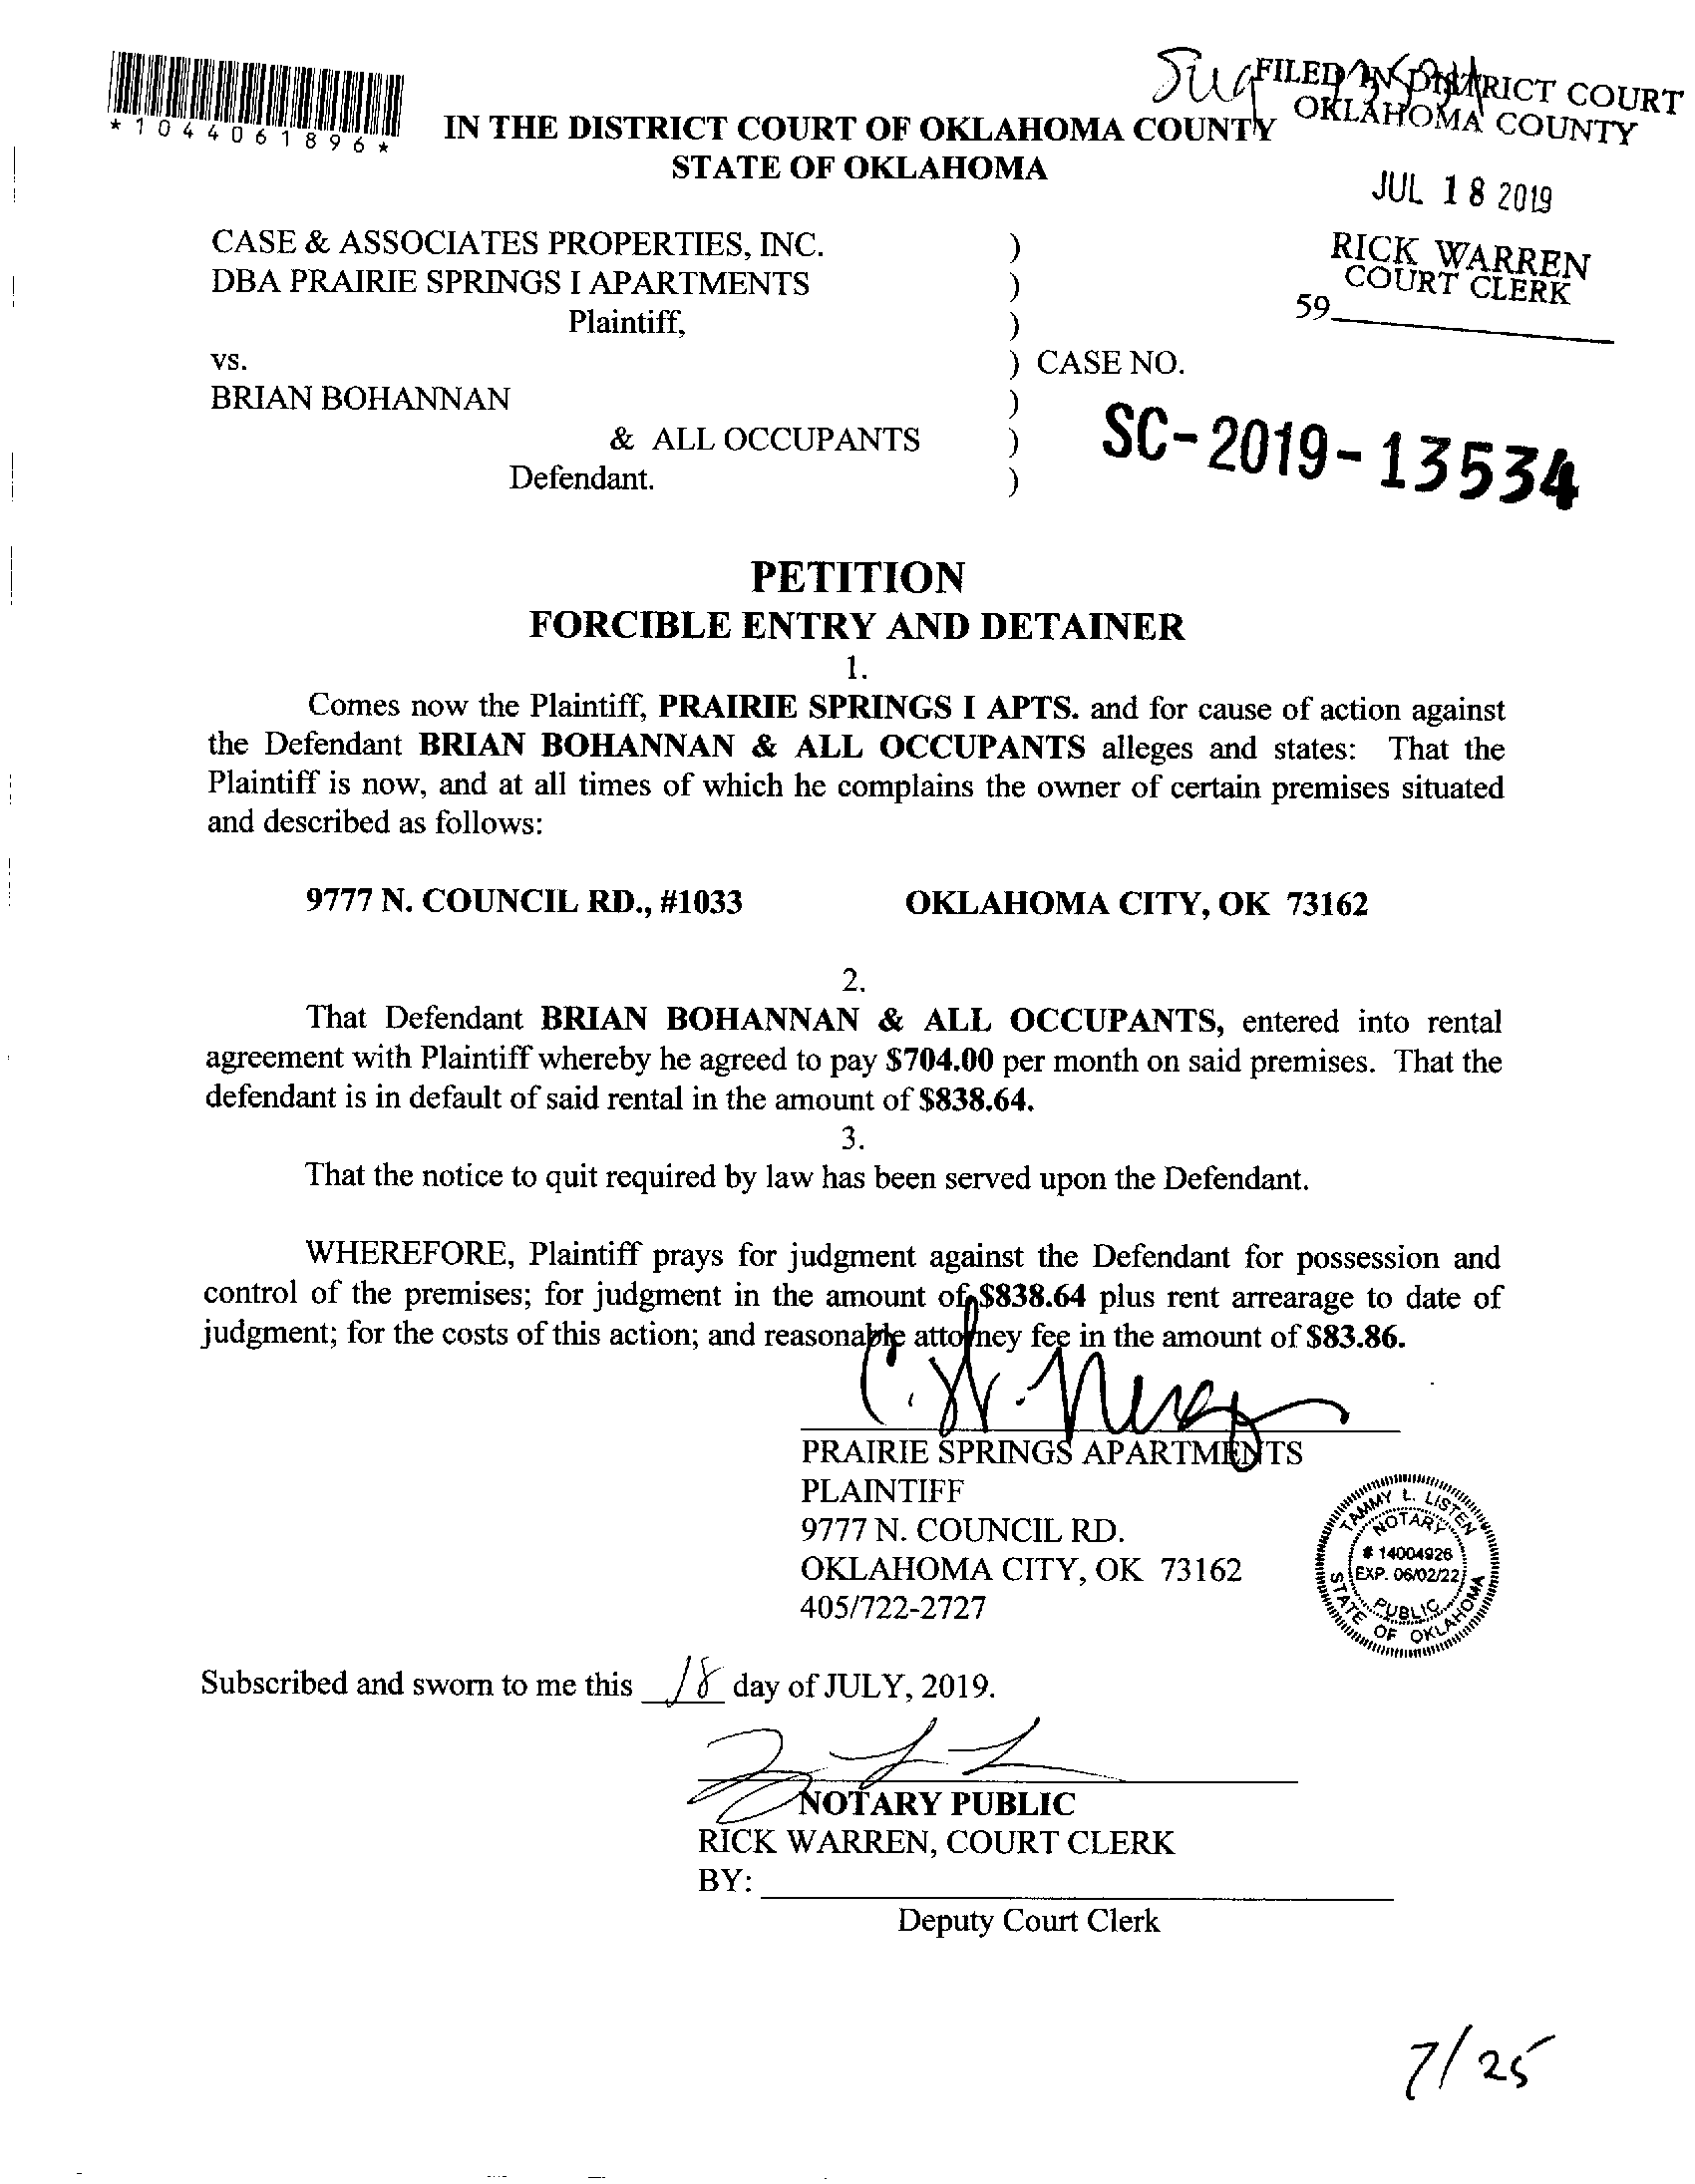 *1044061896*
FILED IN DISTRICT COURT
OKLAHOMA COUNTY
IN THE DISTRICT COURT OF OKLAHOMA COUNTY
STATE OF OKLAHOMA
JUL 18 2019
RICK WARREN
COURT CLERK
59
CASE & ASSOCIATES PROPERTIES, INC. )
DBA PRAIRIE SPRINGS I APARTMENTS )
Plaintiff, )
vs. ) CASE NO.
BRIAN BOHANNAN )
& ALL OCCUPANTS )
Defendant. )
SC-2019-13534
PETITION
FORCIBLE ENTRY AND DETAINER
1.
Comes now the Plaintiff, PRAIRIE SPRINGS I APTS. and for cause of action against
the Defendant BRIAN BOHANNAN & ALL OCCUPANTS alleges and states: That the
Plaintiff is now, and at all times of which he complains the owner of certain premises situated
and described as follows:
9777 N. COUNCIL RD., #1033 OKLAHOMA CITY, OK 73162
2.
That Defendant BRIAN BOHANNAN & ALL OCCUPANTS, entered into rental
agreement with Plaintiff whereby he agreed to pay $704.00 per month on said premises. That the
defendant is in default of said rental in the amount of $838.64.
3.
That the notice to quit required by law has been served upon the Defendant.
WHEREFORE, Plaintiff prays for judgment against the Defendant for possession and
control of the premises; for judgment in the amount of $838.64 plus rent arrearage to date of
judgment; for the costs of this action; and reasonable attorney fee in the amount of $83.86.
PRAIRIE SPRINGS APARTMENTS
PLAINTIFF
9777 N. COUNCIL RD.
OKLAHOMA CITY, OK 73162
405/722-2727
TAMMY L. LISTEN
NOTARY
# 14004926
EXP. 06/02/22
PUBLIC
STATE OF OKLAHOMA
Subscribed and sworn to me this 18 day of JULY, 2019.
NOTARY PUBLIC
RICK WARREN, COURT CLERK
BY:
Deputy Court Clerk
7/25